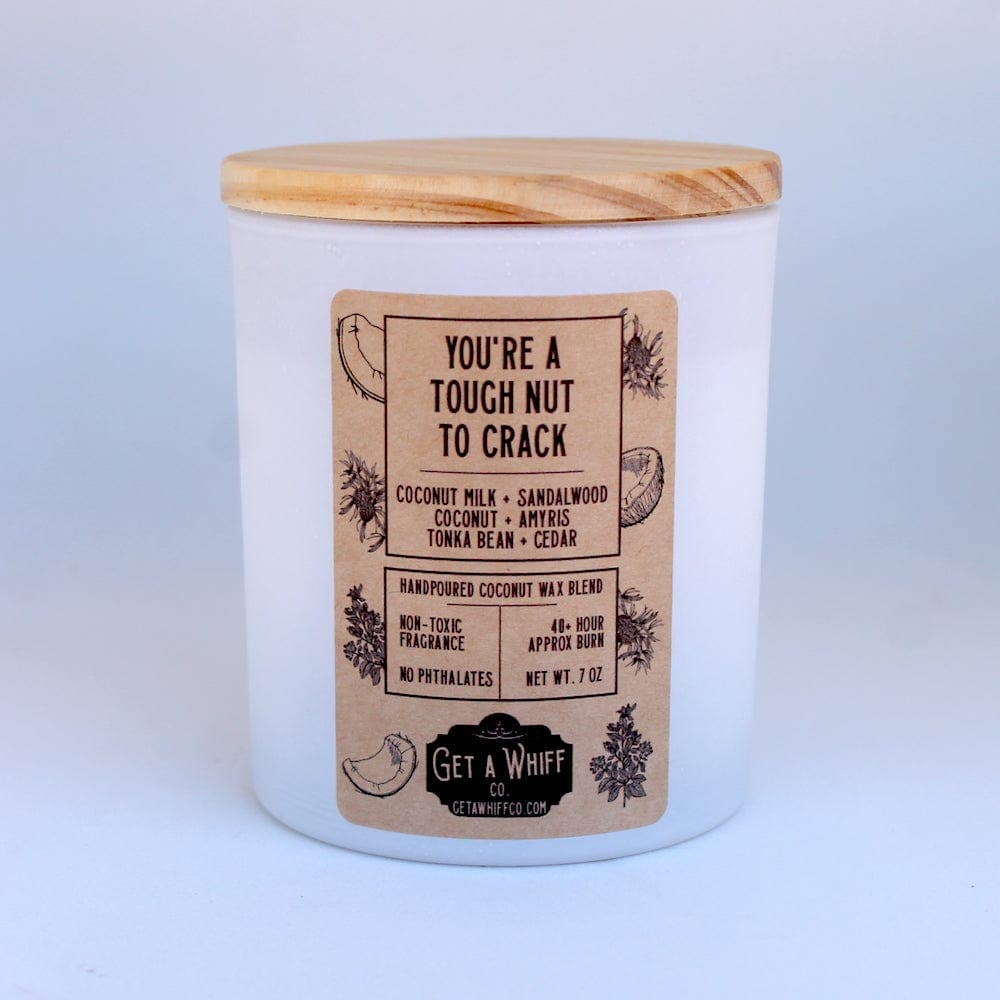 YOU'RE A
TOUGH NUT
TO CRACK
COCONUT MILK + SANDALWOOD
COCONUT + AMYRIS
TONKA BEAN + CEDAR
HANDPOURED COCONUT WAX BLEND
NON-TOXIC
FRAGRANCE
NO PHTHALATES
40+ HOUR
APPROX BURN
NET WT. 7 OZ
GET A WHIFF
CO.
GETAWHIFFCO.COM